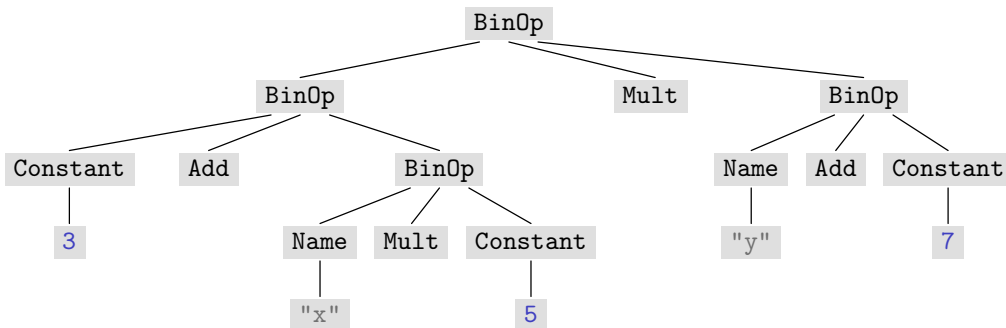 BinOp
BinOp Mult BinOp
Constant Add BinOp Name Add Constant
3 Name Mult Constant "y" 7
"x" 5